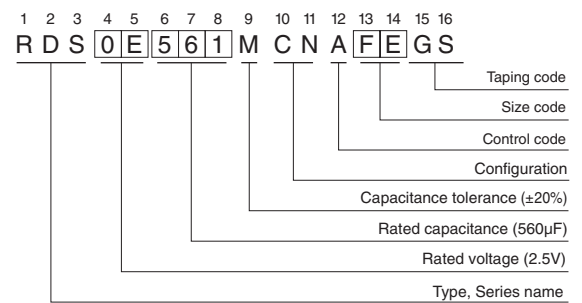 1 2 3 4 5 6 7 8 9 10 11 12 13 14 15 16
R D S 0 E 5 6 1 M C N A F E G S
Taping code
Size code
Control code
Configuration
Capacitance tolerance (±20%)
Rated capacitance (560µF)
Rated voltage (2.5V)
Type, Series name